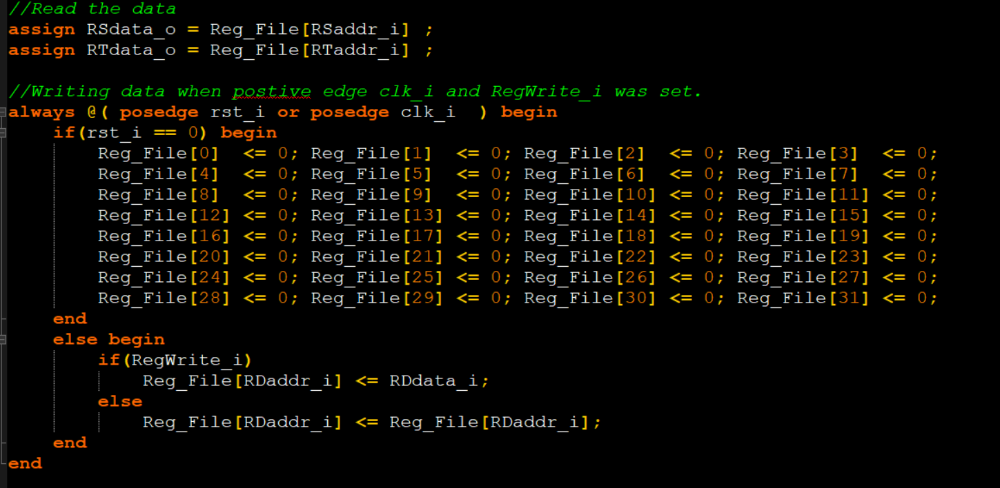 //Read the data
assign RSdata_o = Reg_File[RSaddr_i] ;
assign RTdata_o = Reg_File[RTaddr_i] ;
//Writing data when postive edge clk_i and RegWrite_i was set.
always @( posedge rst_i or posedge clk_i  ) begin
    if(rst_i == 0) begin
        Reg_File[0]  <= 0; Reg_File[1]  <= 0; Reg_File[2]  <= 0; Reg_File[3]  <= 0;
        Reg_File[4]  <= 0; Reg_File[5]  <= 0; Reg_File[6]  <= 0; Reg_File[7]  <= 0;
        Reg_File[8]  <= 0; Reg_File[9]  <= 0; Reg_File[10] <= 0; Reg_File[11] <= 0;
        Reg_File[12] <= 0; Reg_File[13] <= 0; Reg_File[14] <= 0; Reg_File[15] <= 0;
        Reg_File[16] <= 0; Reg_File[17] <= 0; Reg_File[18] <= 0; Reg_File[19] <= 0;
        Reg_File[20] <= 0; Reg_File[21] <= 0; Reg_File[22] <= 0; Reg_File[23] <= 0;
        Reg_File[24] <= 0; Reg_File[25] <= 0; Reg_File[26] <= 0; Reg_File[27] <= 0;
        Reg_File[28] <= 0; Reg_File[29] <= 0; Reg_File[30] <= 0; Reg_File[31] <= 0;
    end
    else begin
        if(RegWrite_i)
            Reg_File[RDaddr_i] <= RDdata_i;
        else
            Reg_File[RDaddr_i] <= Reg_File[RDaddr_i];
    end
end